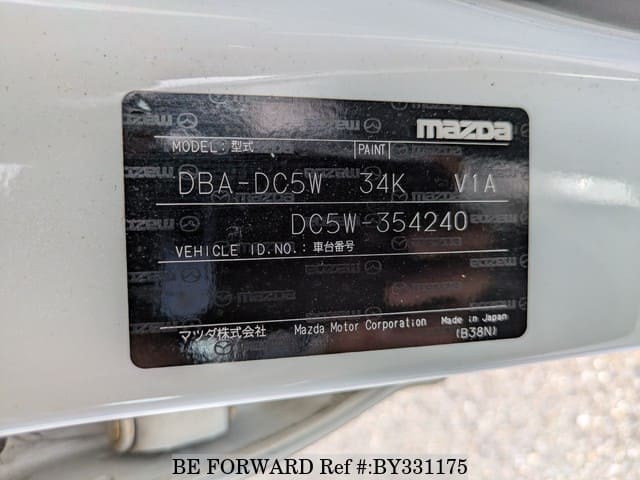 mazda
MODEL:型式 PAINT
DBA-DC5W 34K V1A
DC5W-354240
VEHICLE ID.NO.:車台番号
マツダ株式会社 Mazda Motor Corporation Made in Japan
(B38N)
BE FORWARD Ref #:BY331175